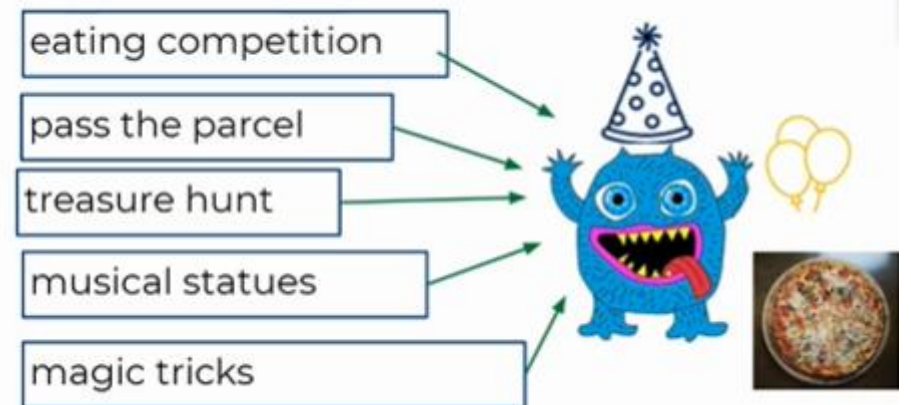 eating competition
pass the parcel
treasure hunt
musical statues
magic tricks